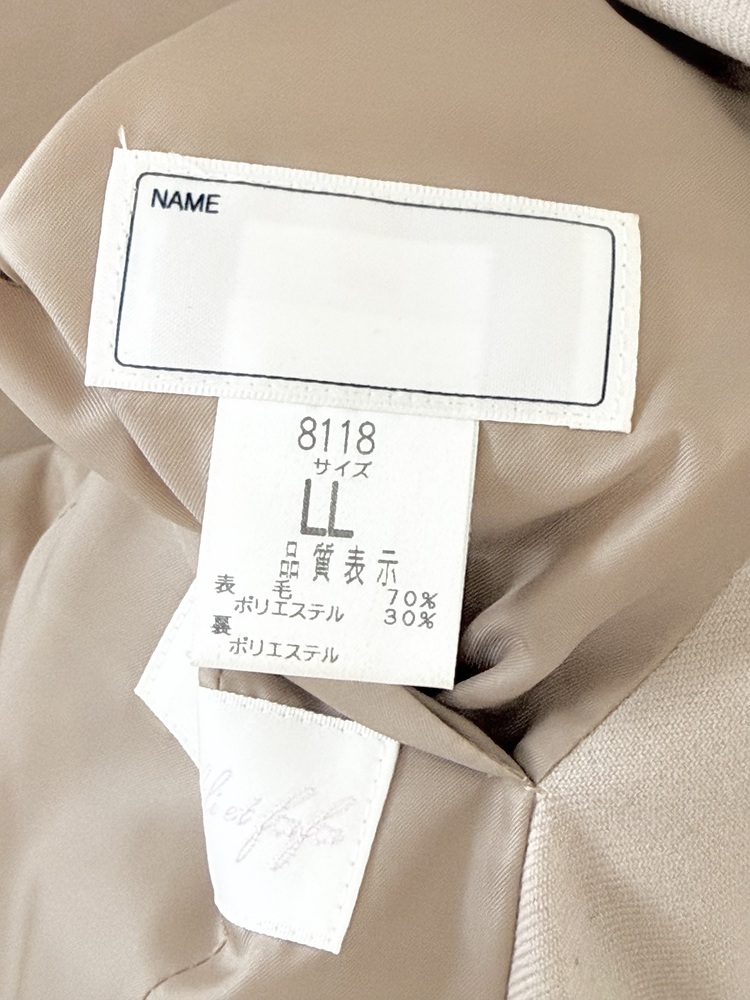 NAME
8118
サイズ
LL
品質表示
表 毛 70%
ポリエステル 30%
裏
ポリエステル